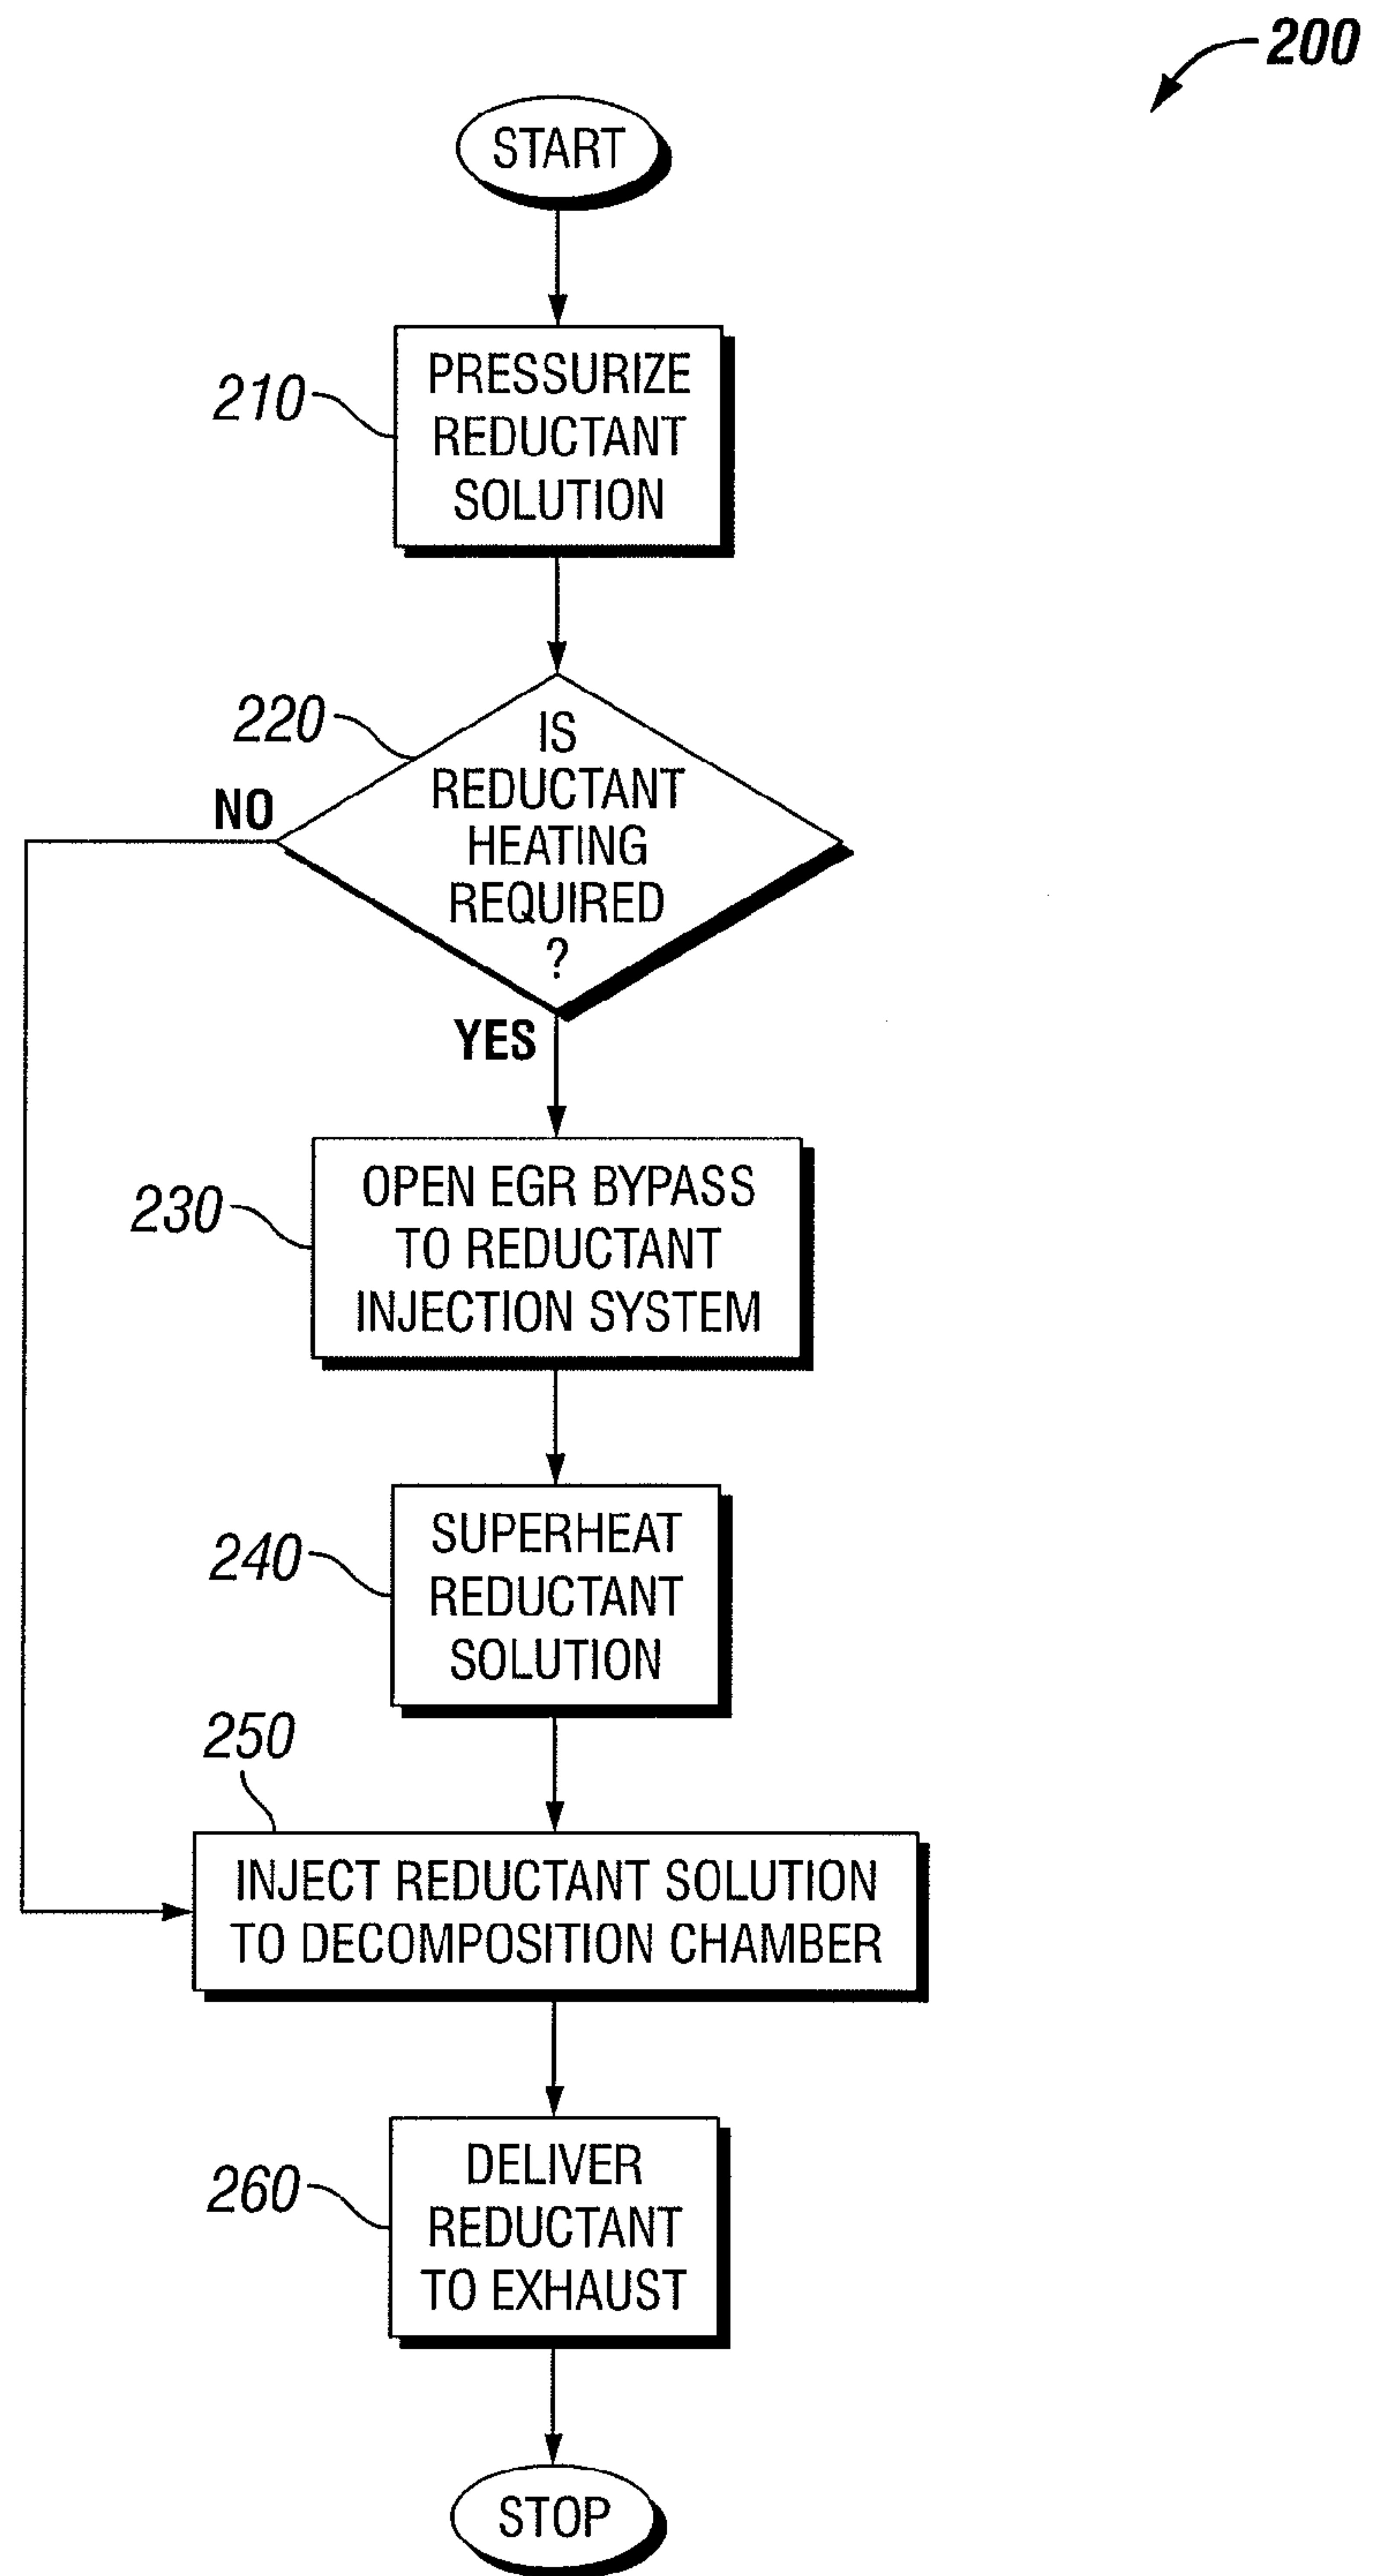 200
START
210
PRESSURIZE
REDUCTANT
SOLUTION
220
IS
REDUCTANT
HEATING
REQUIRED
?
NO
YES
230
OPEN EGR BYPASS
TO REDUCTANT
INJECTION SYSTEM
240
SUPERHEAT
REDUCTANT
SOLUTION
250
INJECT REDUCTANT SOLUTION
TO DECOMPOSITION CHAMBER
260
DELIVER
REDUCTANT
TO EXHAUST
STOP